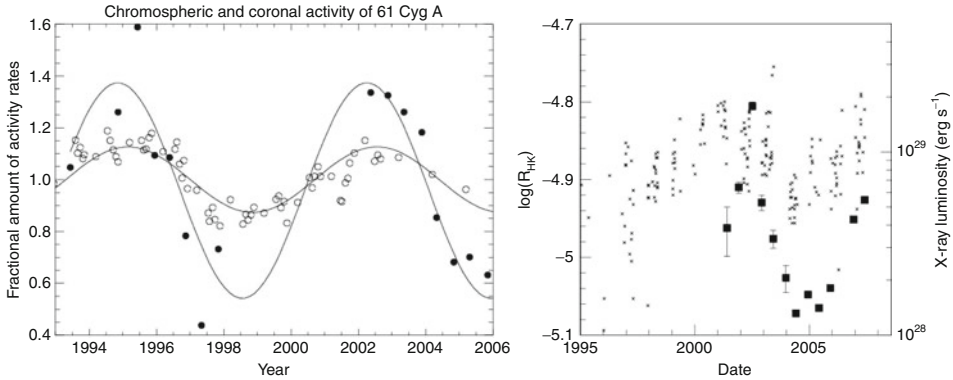 Chromospheric and coronal activity of 61 Cyg A
Fractional amount of activity rates
1.6
1.4
1.2
1.0
0.8
0.6
0.4
1994 1996 1998 2000 2002 2004 2006
Year
log(R_HK)
−4.7
−4.8
−4.9
−5
−5.1
1995 2000 2005
Date
10^29
10^28
X-ray luminosity (erg s^−1)